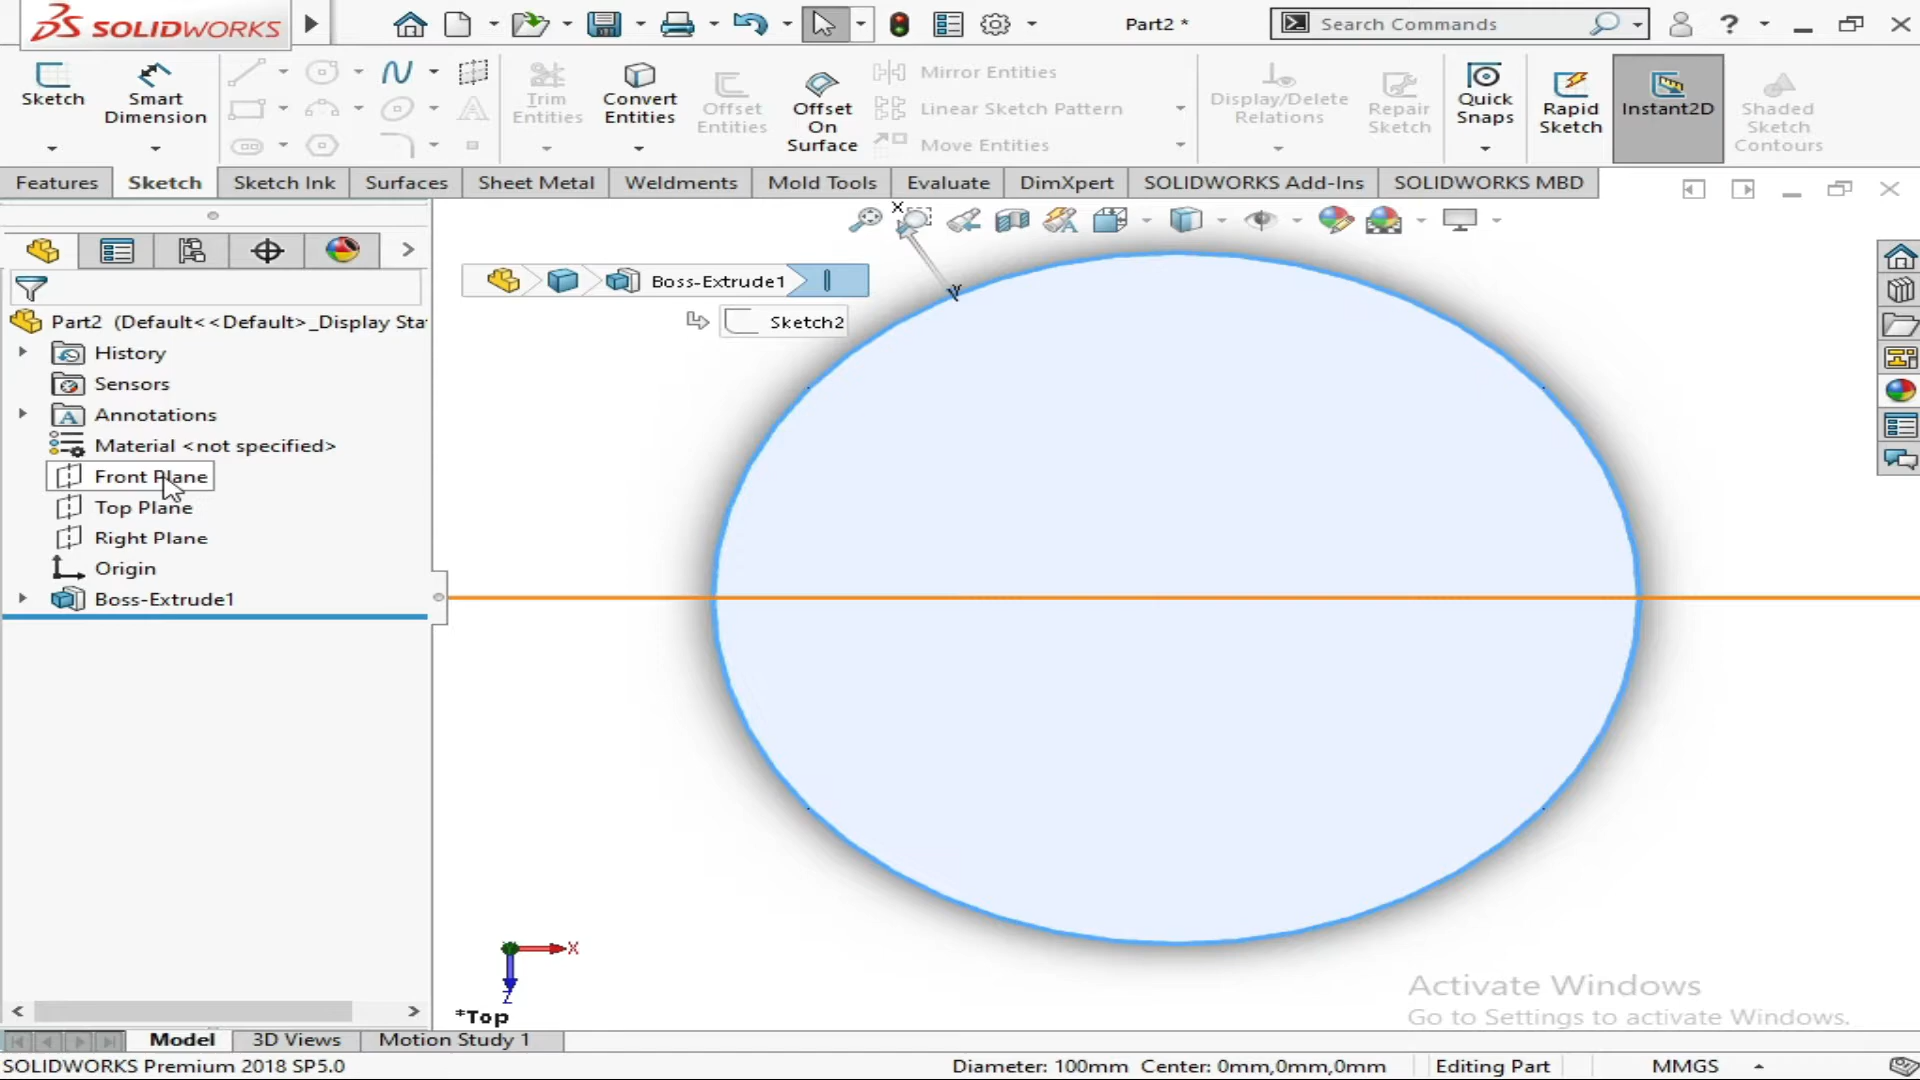 SOLIDWORKS
Part2 *
Search Commands
?
Sketch
Smart Dimension
Trim Entities
Convert Entities
Offset Entities
Offset On Surface
Mirror Entities
Linear Sketch Pattern
Move Entities
Display/Delete Relations
Repair Sketch
Quick Snaps
Rapid Sketch
Instant2D
Shaded Sketch Contours
Features
Sketch
Sketch Ink
Surfaces
Sheet Metal
Weldments
Mold Tools
Evaluate
DimXpert
SOLIDWORKS Add-Ins
SOLIDWORKS MBD
Part2 (Default<<Default>_Display Sta
History
Sensors
Annotations
Material <not specified>
Front Plane
Top Plane
Right Plane
Origin
Boss-Extrude1
Boss-Extrude1
Sketch2
X
Y
X
Z
*Top
Activate Windows
Go to Settings to activate Windows.
Model
3D Views
Motion Study 1
SOLIDWORKS Premium 2018 SP5.0
Diameter: 100mm Center: 0mm,0mm,0mm
Editing Part
MMGS